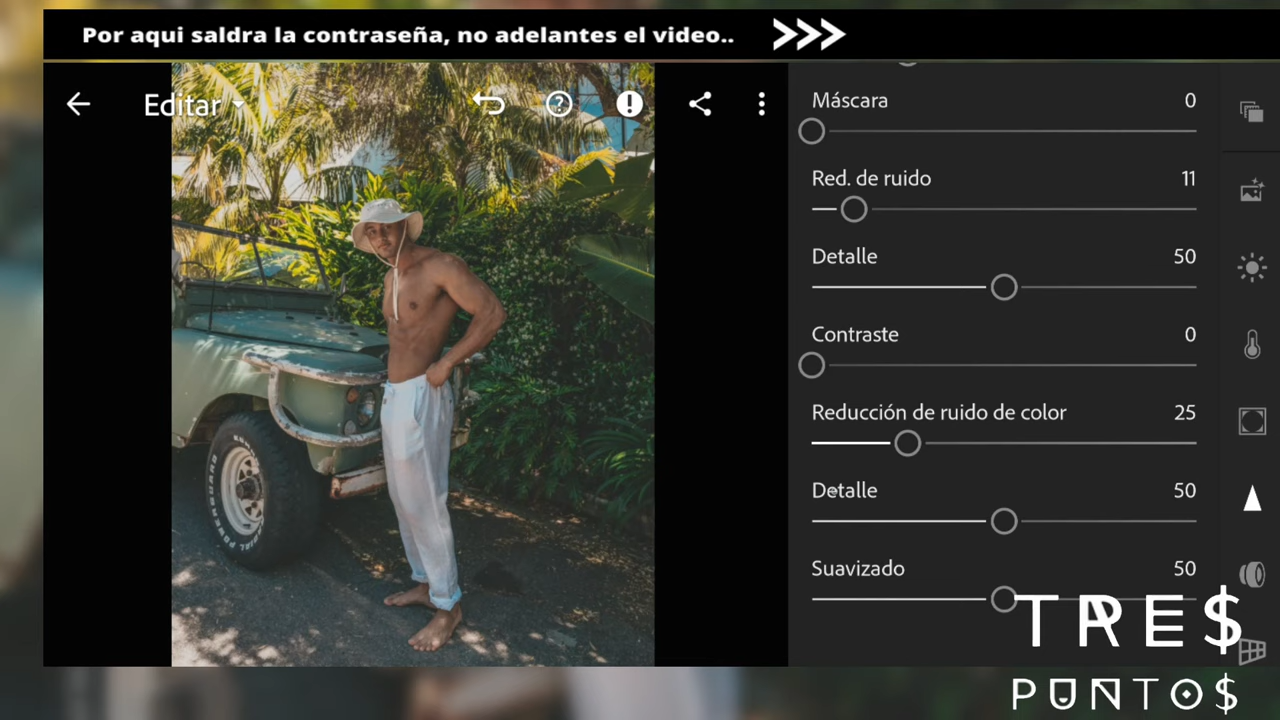 Por aqui saldra la contraseña, no adelantes el video..
Editar
Máscara 0
Red. de ruido 11
Detalle 50
Contraste 0
Reducción de ruido de color 25
Detalle 50
Suavizado 50
TRE$
PUNTO$